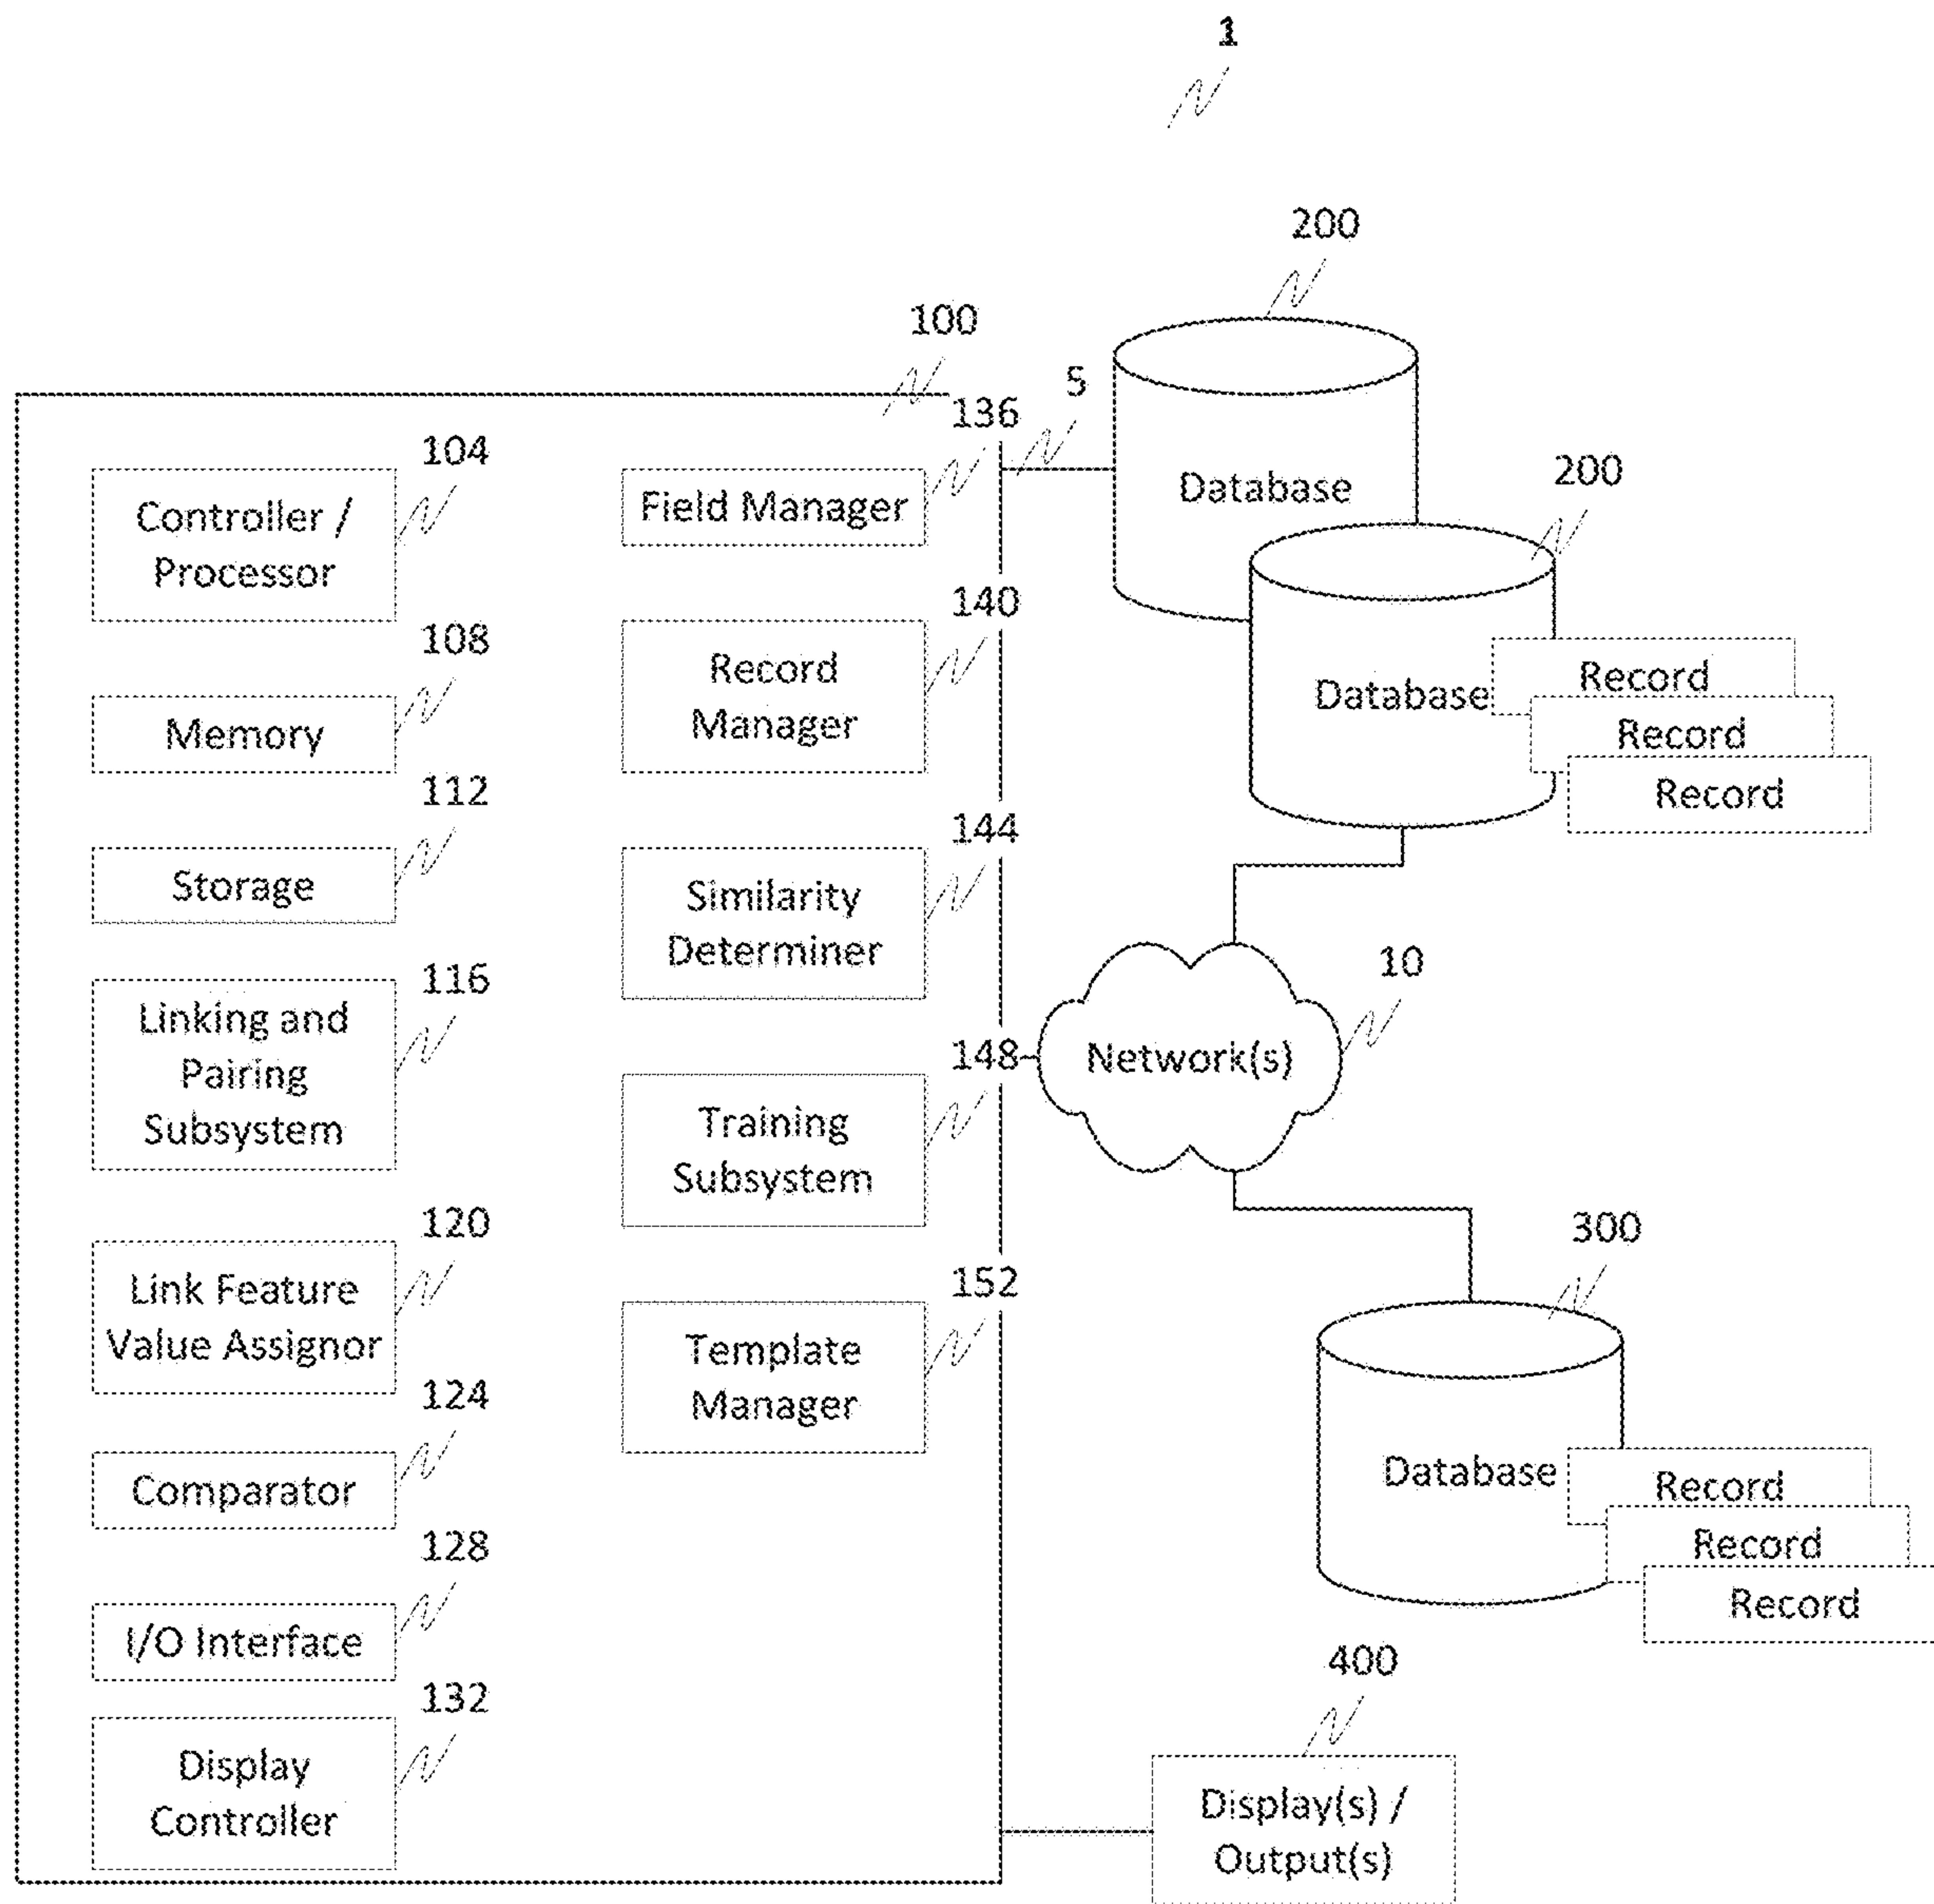 1
200
100
5
136
200
104
Controller /
Processor
Field Manager
Database
140
108
Record
Manager
Database
Record
Record
Record
Memory
112
144
Storage
Similarity
Determiner
116
10
Linking and
Pairing
Subsystem
148
Network(s)
Training
Subsystem
120
300
Link Feature
Value Assignor
152
Template
Manager
124
Comparator
Database
Record
Record
Record
128
I/O Interface
400
132
Display
Controller
Display(s) /
Output(s)